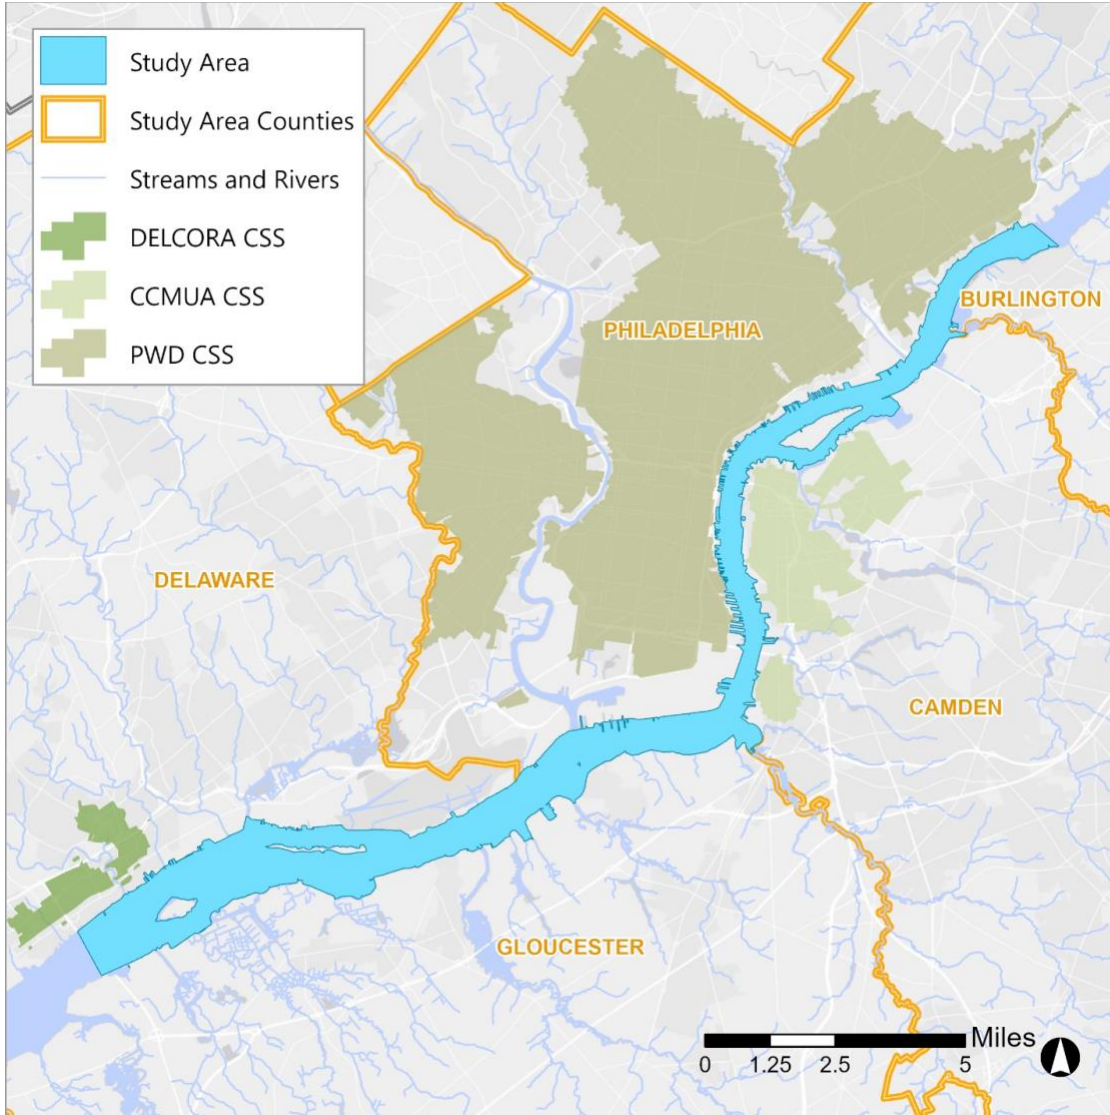 Study Area
Study Area Counties
Streams and Rivers
DELCORA CSS
CCMUA CSS
PWD CSS
PHILADELPHIA
BURLINGTON
DELAWARE
CAMDEN
GLOUCESTER
Miles
0 1.25 2.5 5